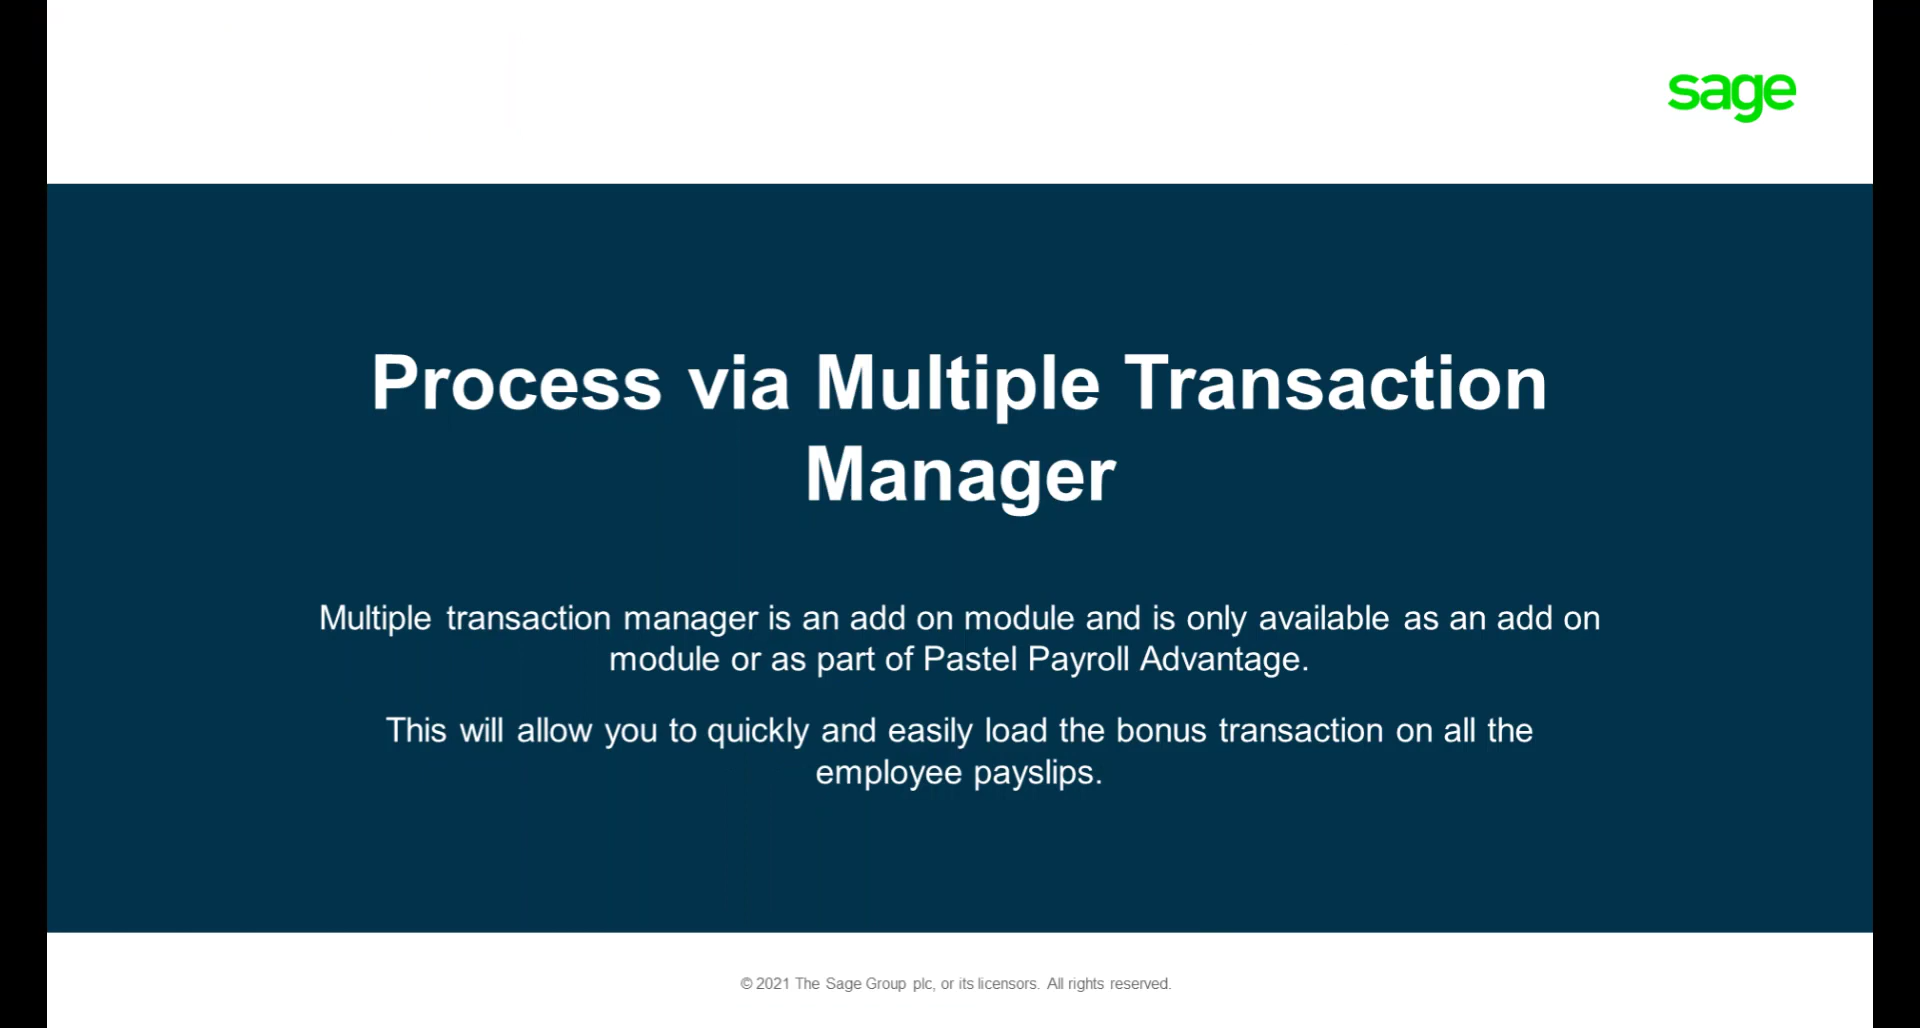 sage
Process via Multiple Transaction
Manager
Multiple transaction manager is an add on module and is only available as an add on
module or as part of Pastel Payroll Advantage.
This will allow you to quickly and easily load the bonus transaction on all the
employee payslips.
© 2021 The Sage Group plc, or its licensors. All rights reserved.